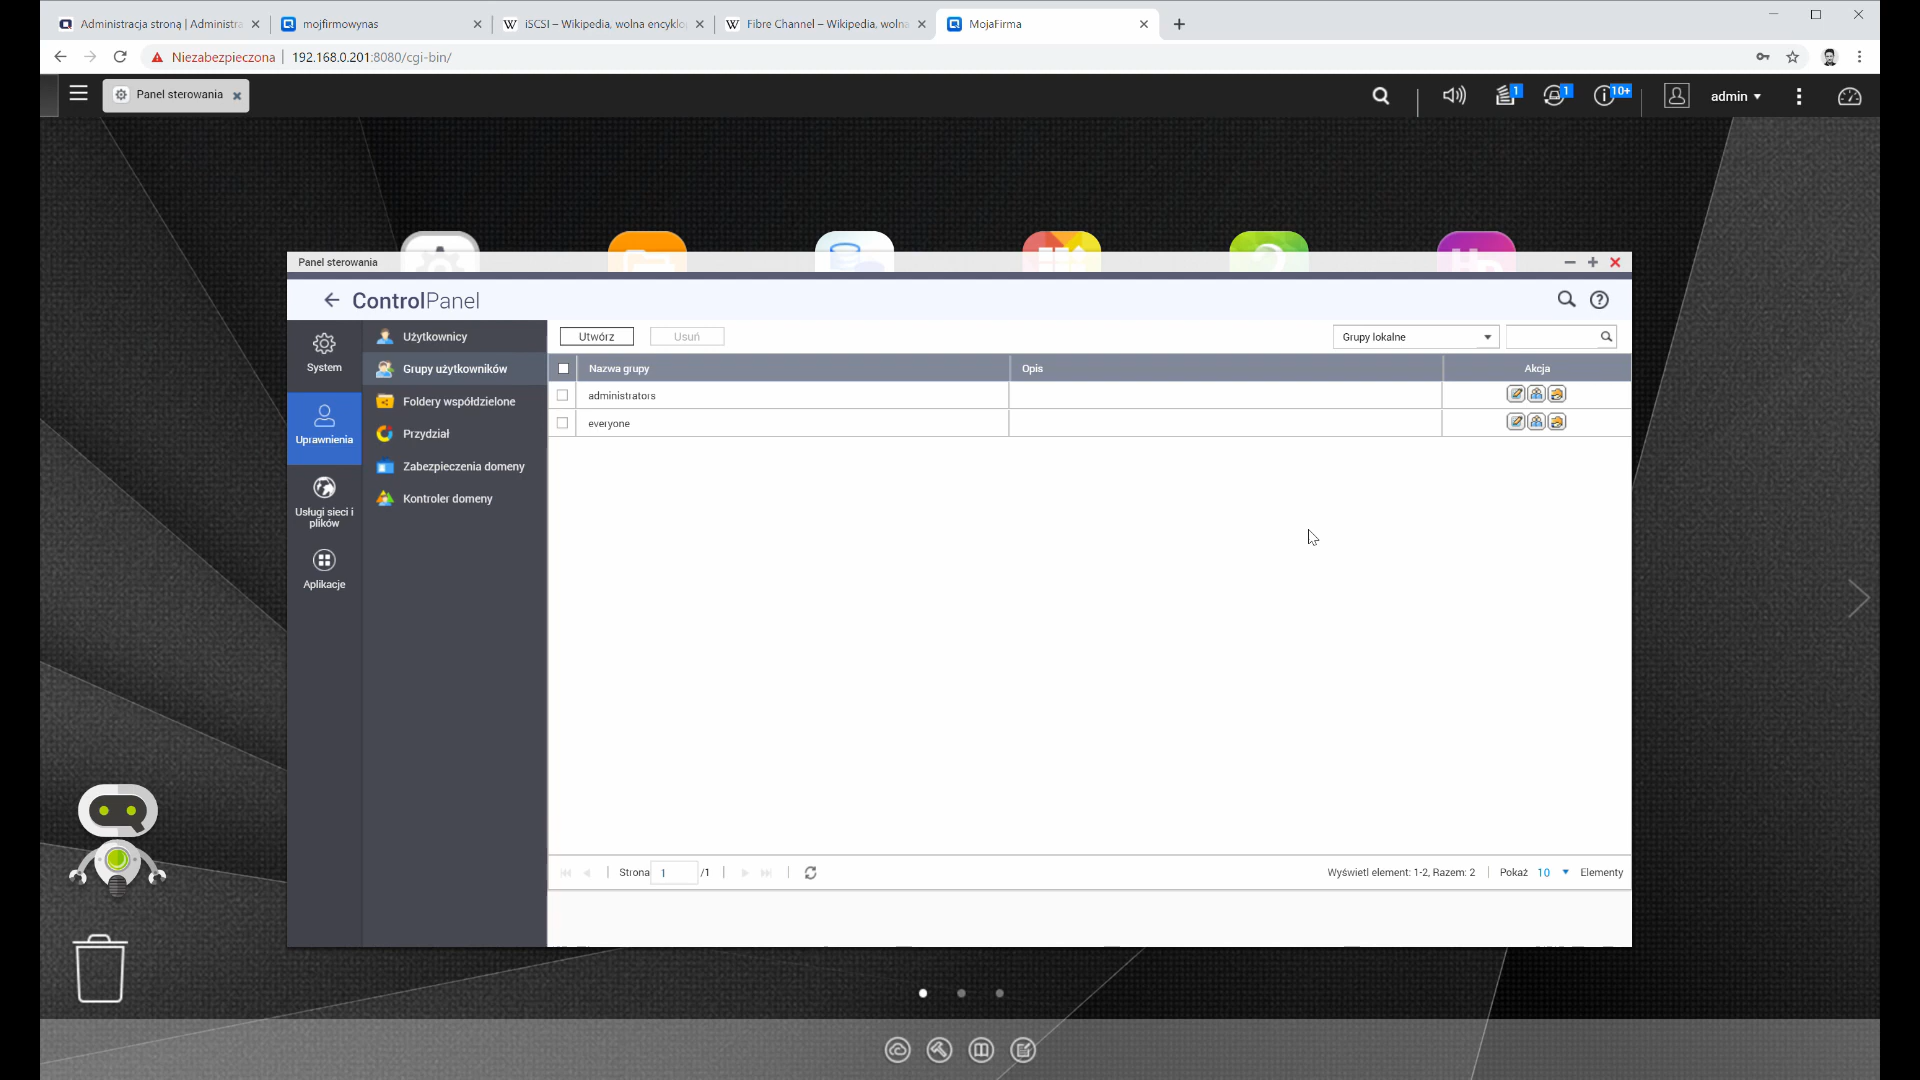 Administracja stroną | Administra
mojfirmowynas
iSCSI – Wikipedia, wolna encyklo
Fibre Channel – Wikipedia, wolna
MojaFirma
Niezabezpieczona
192.168.0.201:8080/cgi-bin/
Panel sterowania
1
1
10+
admin
Panel sterowania
ControlPanel
System
Uprawnienia
Usługi sieci i
plików
Aplikacje
Użytkownicy
Grupy użytkowników
Foldery współdzielone
Przydział
Zabezpieczenia domeny
Kontroler domeny
Utwórz
Usuń
Grupy lokalne
Nazwa grupy
Opis
Akcja
administrators
everyone
Strona
1
/1
Wyświetl element: 1-2, Razem: 2
Pokaż
10
Elementy